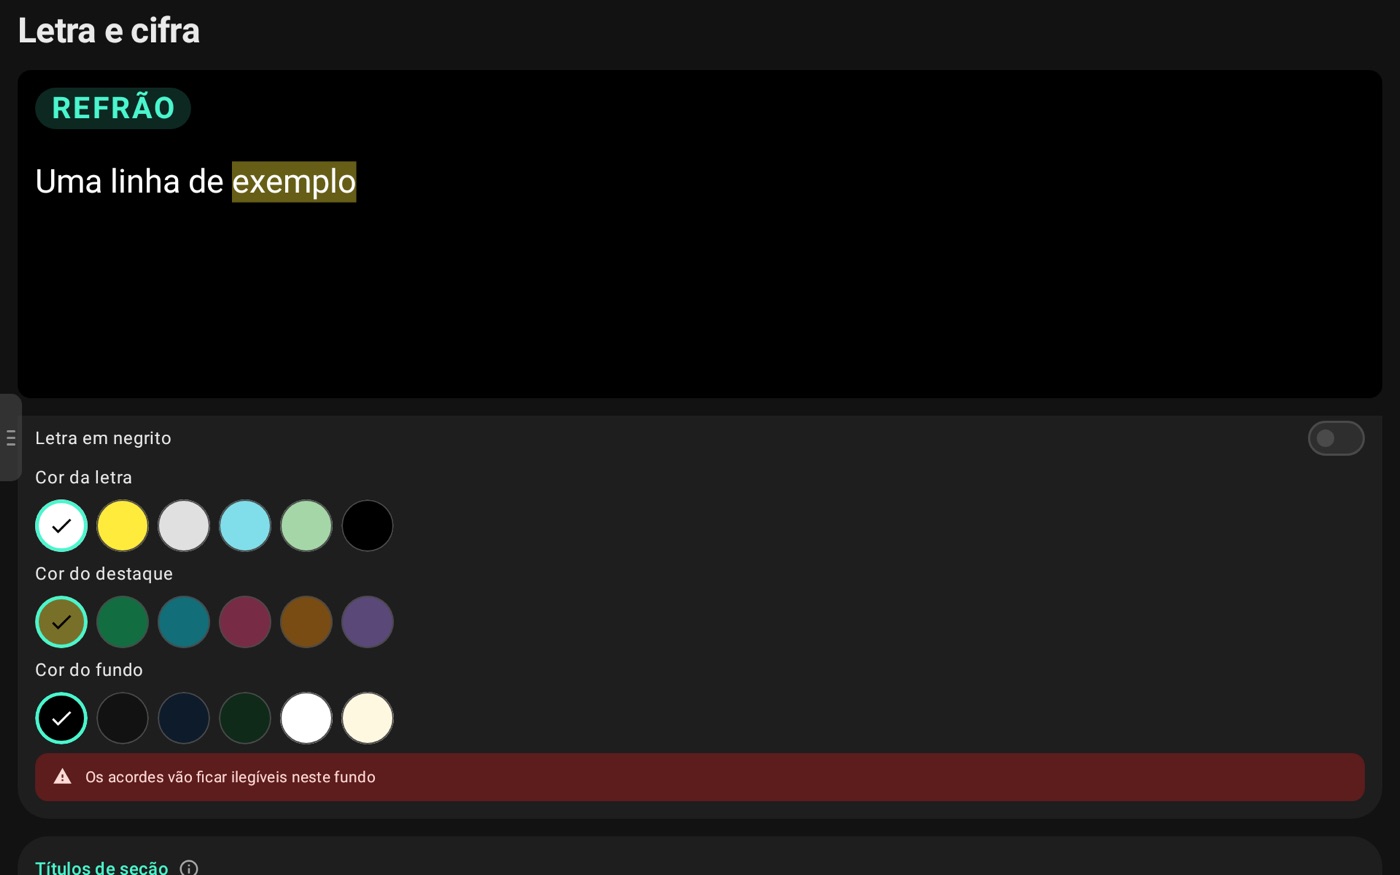 Letra e cifra
REFRÃO
Uma linha de exemplo
Letra em negrito
Cor da letra
Cor do destaque
Cor do fundo
Os acordes vão ficar ilegíveis neste fundo
Títulos de seção